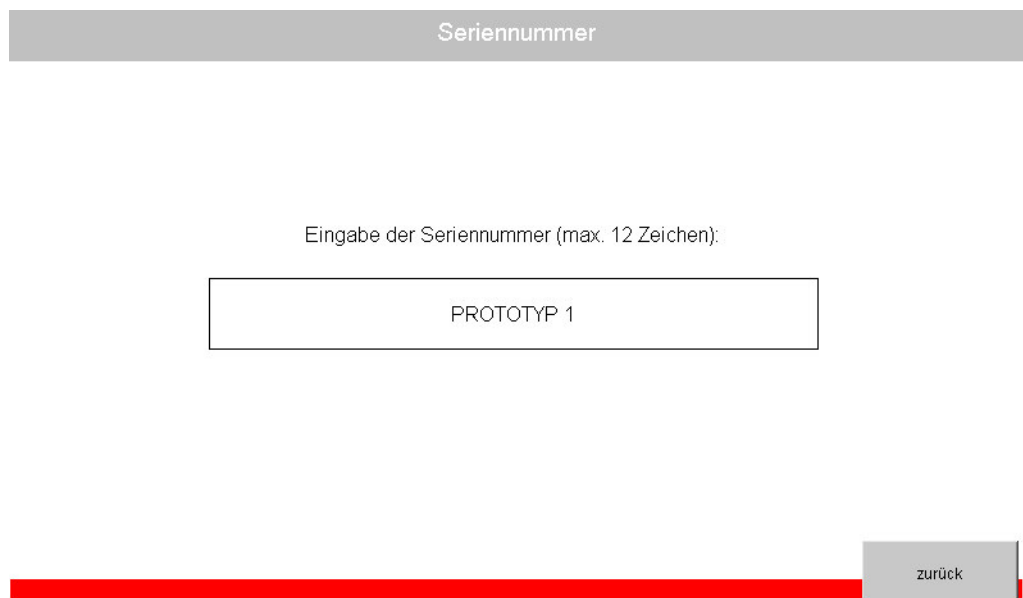 Seriennummer
Eingabe der Seriennummer (max. 12 Zeichen):
PROTOTYP 1
zurück